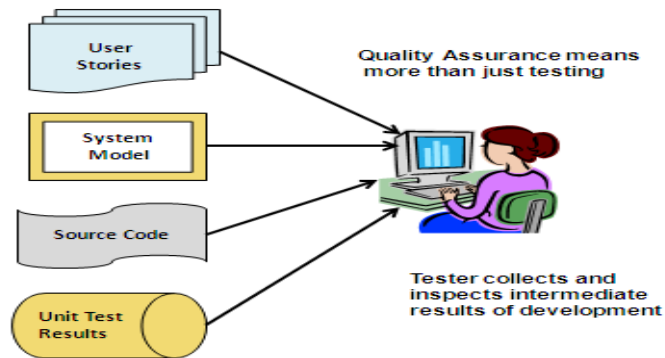 User
Stories
Quality Assurance means
more than just testing
System
Model
Source Code
Unit Test
Results
Tester collects and
inspects intermediate
results of development